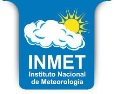 INMET
Instituto Nacional
de Meteorologia